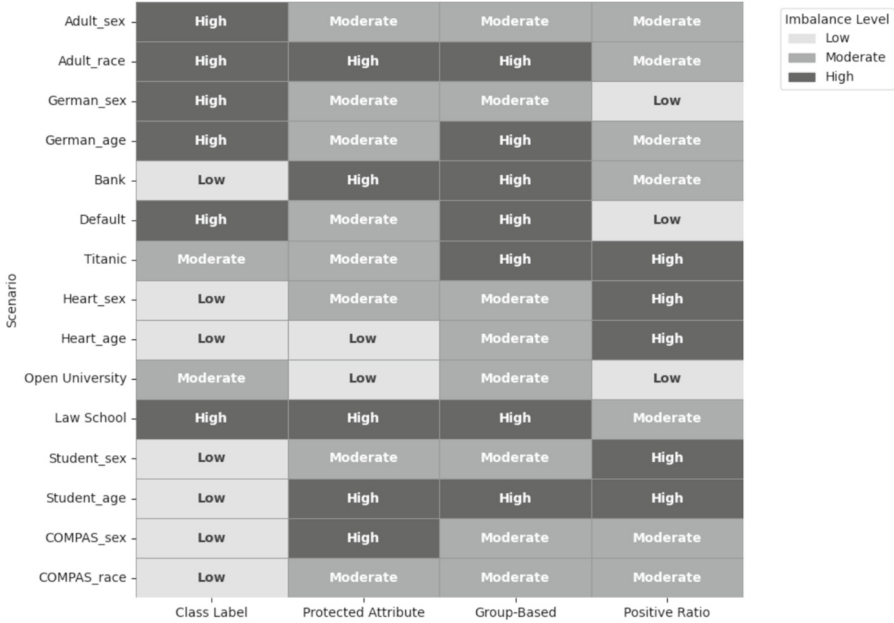 Adult_sex High Moderate Moderate Moderate
Adult_race High High High Moderate
German_sex High Moderate Moderate Low
German_age High Moderate High Moderate
Bank Low High High Moderate
Default High Moderate High Low
Titanic Moderate Moderate High High
Heart_sex Low Moderate Moderate High
Heart_age Low Low Moderate High
Open University Moderate Low Moderate Low
Law School High High High Moderate
Student_sex Low Moderate Moderate High
Student_age Low High High High
COMPAS_sex Low High Moderate Moderate
COMPAS_race Low Moderate Moderate Moderate
Class Label Protected Attribute Group-Based Positive Ratio
Scenario
Imbalance Level
Low
Moderate
High